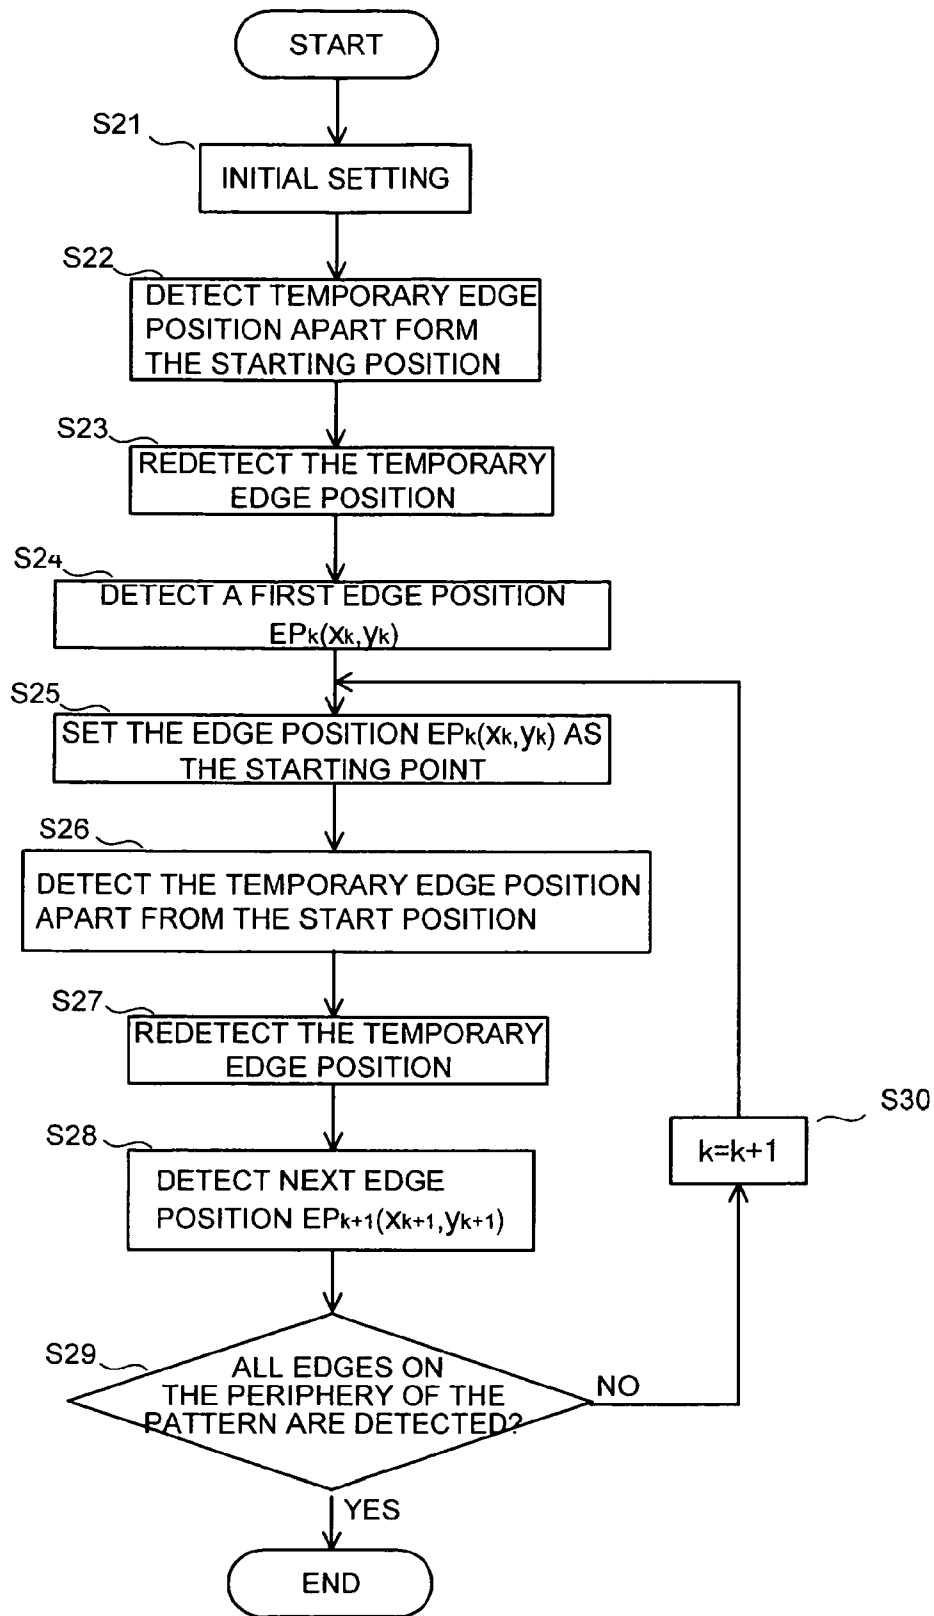 START
S21
INITIAL SETTING
S22
DETECT TEMPORARY EDGE
POSITION APART FORM
THE STARTING POSITION
S23
REDETECT THE TEMPORARY
EDGE POSITION
S24
DETECT A FIRST EDGE POSITION
EPk(xk,yk)
S25
SET THE EDGE POSITION EPk(xk,yk) AS
THE STARTING POINT
S26
DETECT THE TEMPORARY EDGE POSITION
APART FROM THE START POSITION
S27
REDETECT THE TEMPORARY
EDGE POSITION
S28
DETECT NEXT EDGE
POSITION EPk+1(xk+1,yk+1)
S30
k=k+1
S29
ALL EDGES ON
THE PERIPHERY OF THE
PATTERN ARE DETECTED?
NO
YES
END